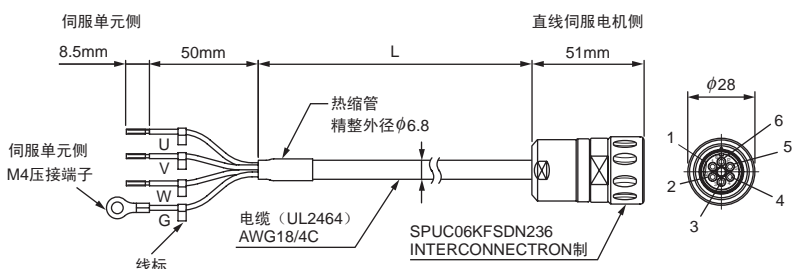 伺服单元侧
直线伺服电机侧
8.5mm
50mm
L
51mm
φ28
热缩管
精整外径φ6.8
6
1
5
U
伺服单元侧
M4压接端子
V
W
2
4
G
3
电缆（UL2464）
AWG18/4C
SPUC06KFSDN236
INTERCONNECTRON制
线标